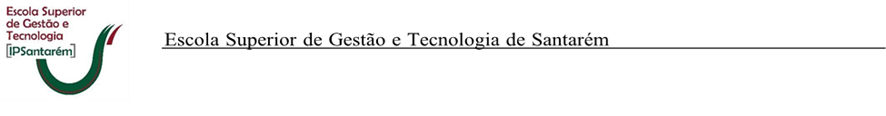 Escola Superior
de Gestão e
Tecnologia
[IPSantarém]
Escola Superior de Gestão e Tecnologia de Santarém